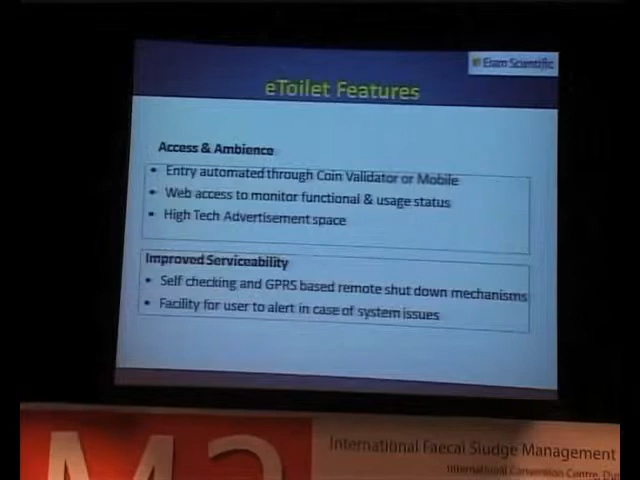 Eram Scientific
eToilet Features
Access & Ambience
• Entry automated through Coin Validator or Mobile
• Web access to monitor functional & usage status
• High Tech Advertisement space
Improved Serviceability
• Self checking and GPRS based remote shut down mechanisms
• Facility for user to alert in case of system issues
International Faecal Sludge Management
International Convention Centre,